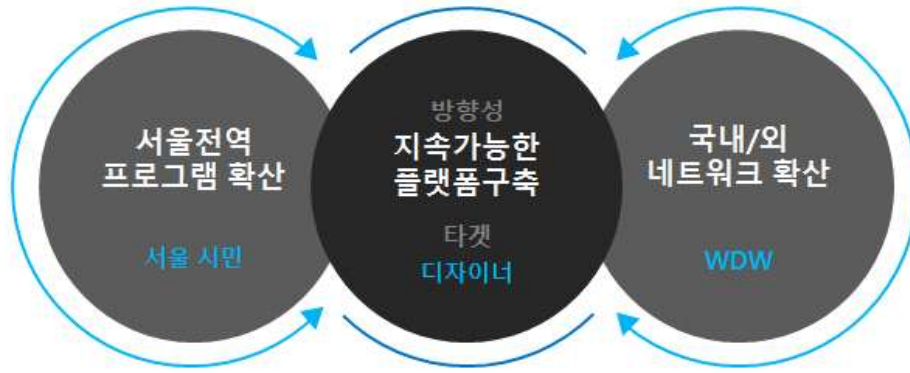 서울전역
프로그램 확산
서울 시민
방향성
지속가능한
플랫폼구축
타겟
디자이너
국내/외
네트워크 확산
WDW